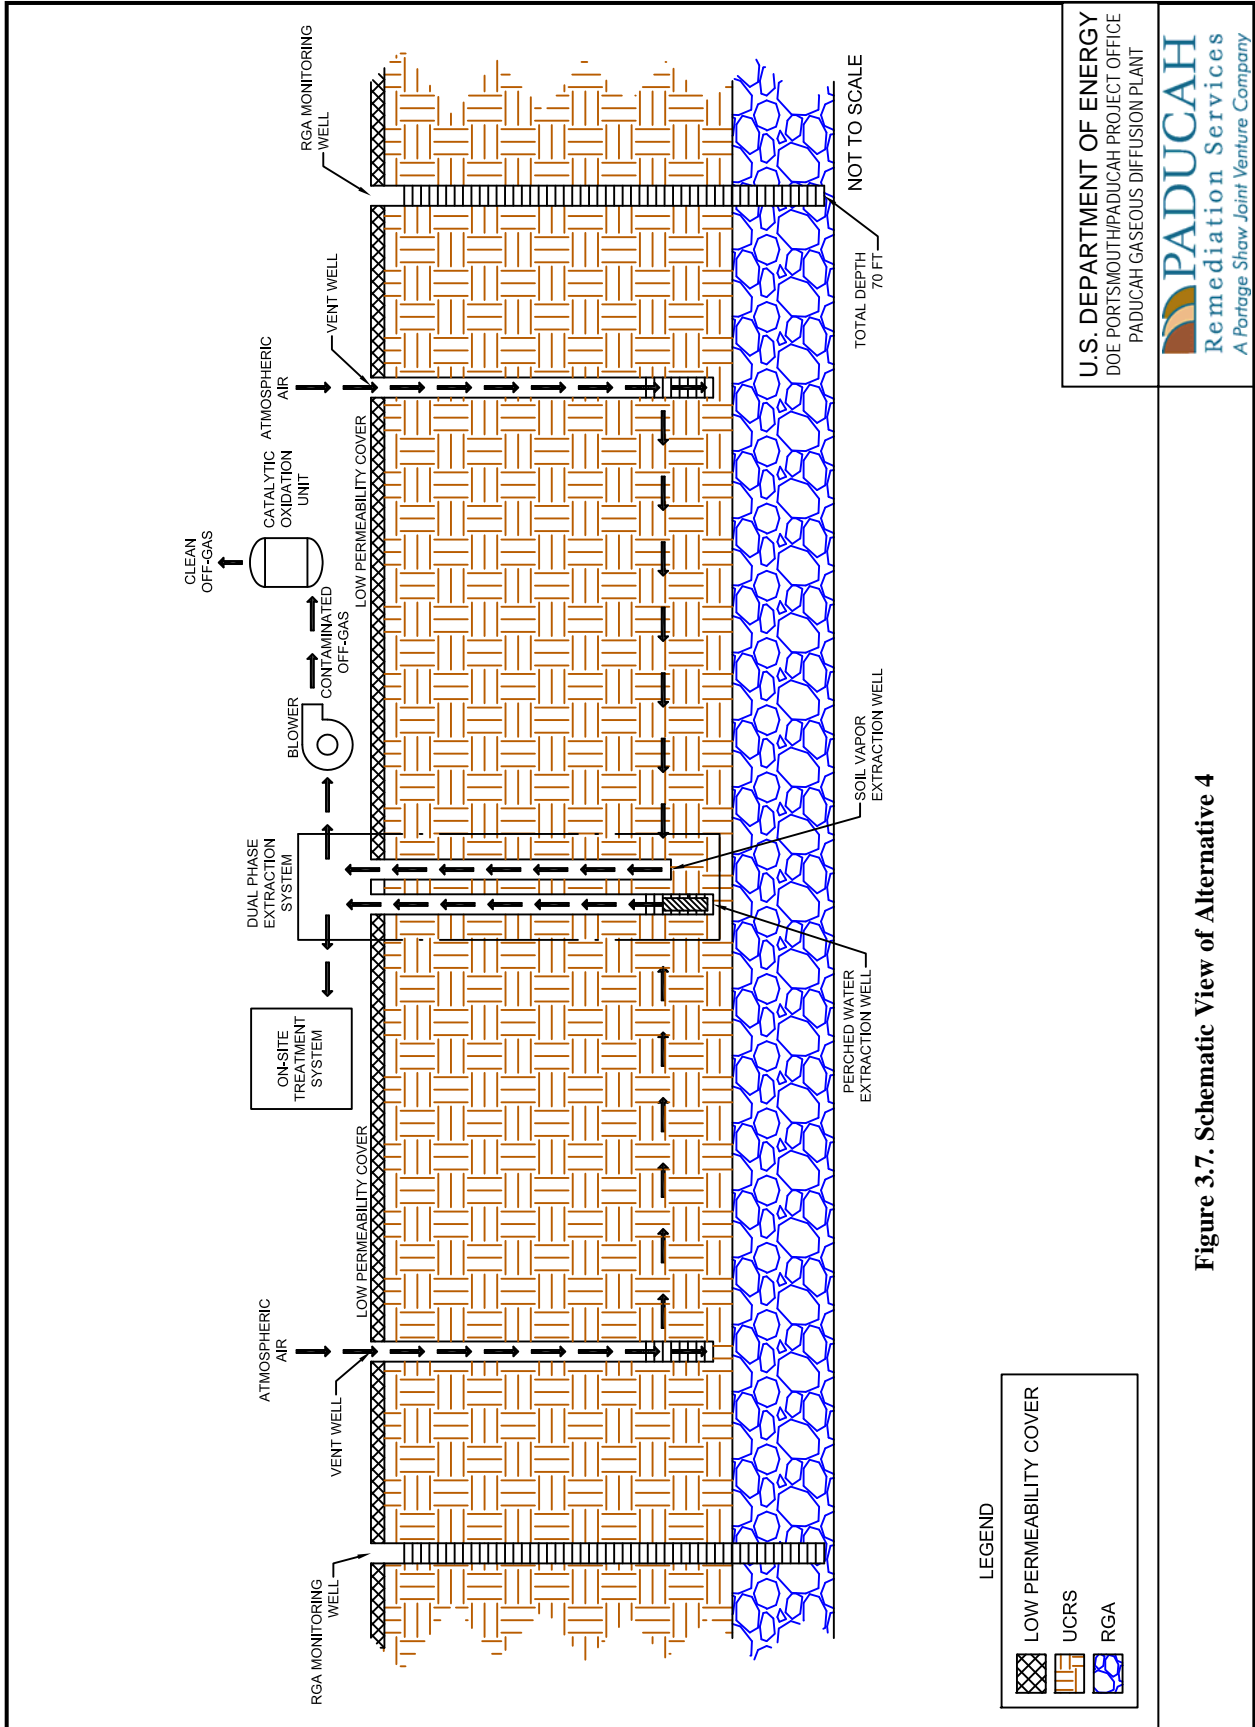 RGA MONITORING
WELL
ATMOSPHERIC
AIR
VENT WELL
LOW PERMEABILITY COVER
ON-SITE
TREATMENT
SYSTEM
DUAL PHASE
EXTRACTION
SYSTEM
BLOWER
CONTAMINATED
OFF-GAS
CLEAN
OFF-GAS
CATALYTIC
OXIDATION
UNIT
LOW PERMEABILITY COVER
ATMOSPHERIC
AIR
VENT WELL
RGA MONITORING
WELL
PERCHED WATER
EXTRACTION WELL
SOIL VAPOR
EXTRACTION WELL
TOTAL DEPTH
70 FT
NOT TO SCALE
LEGEND
LOW PERMEABILITY COVER
UCRS
RGA
U.S. DEPARTMENT OF ENERGY
DOE PORTSMOUTH/PADUCAH PROJECT OFFICE
PADUCAH GASEOUS DIFFUSION PLANT
Figure 3.7. Schematic View of Alternative 4
PADUCAH
Remediation Services
A Portage Shaw Joint Venture Company